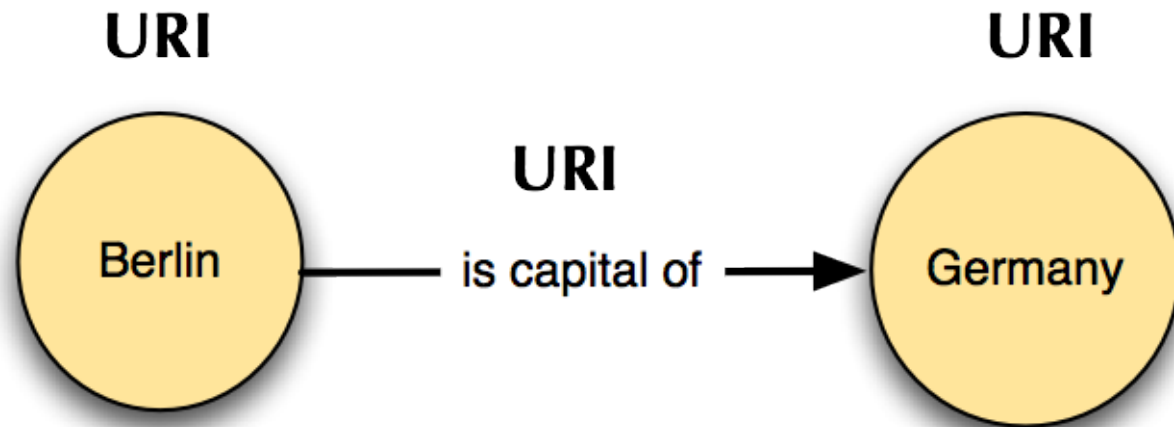 URI
URI
URI
Berlin
is capital of
Germany